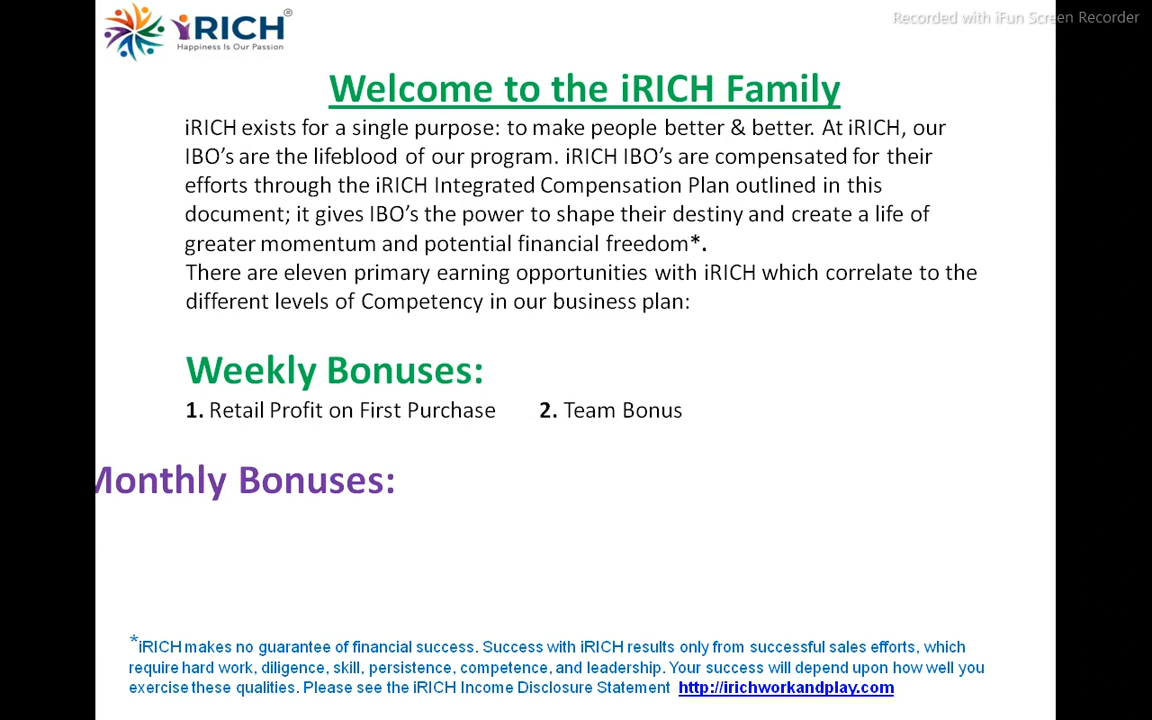 iRICH®
Happiness Is Our Passion
Recorded with iFun Screen Recorder
Welcome to the iRICH Family
iRICH exists for a single purpose: to make people better & better. At iRICH, our
IBO’s are the lifeblood of our program. iRICH IBO’s are compensated for their
efforts through the iRICH Integrated Compensation Plan outlined in this
document; it gives IBO’s the power to shape their destiny and create a life of
greater momentum and potential financial freedom*.
There are eleven primary earning opportunities with iRICH which correlate to the
different levels of Competency in our business plan:
Weekly Bonuses:
1. Retail Profit on First Purchase 2. Team Bonus
Monthly Bonuses:
*iRICH makes no guarantee of financial success. Success with iRICH results only from successful sales efforts, which
require hard work, diligence, skill, persistence, competence, and leadership. Your success will depend upon how well you
exercise these qualities. Please see the iRICH Income Disclosure Statement http://irichworkandplay.com